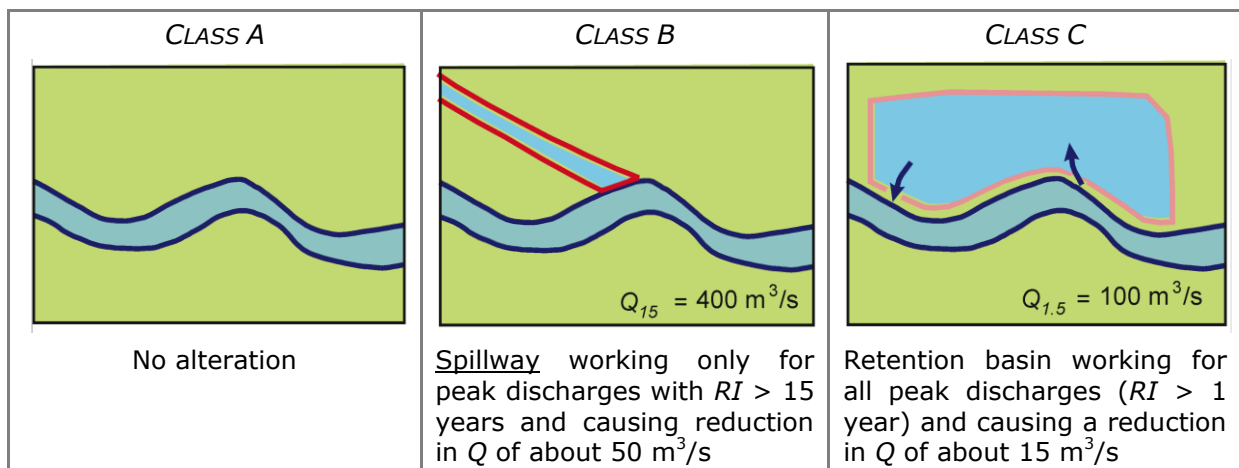 CLASS A
CLASS B
CLASS C
Q15 = 400 m³/s
Q1.5 = 100 m³/s
No alteration
Spillway working only for
peak discharges with RI > 15
years and causing reduction
in Q of about 50 m³/s
Retention basin working for
all peak discharges (RI > 1
year) and causing a reduction
in Q of about 15 m³/s